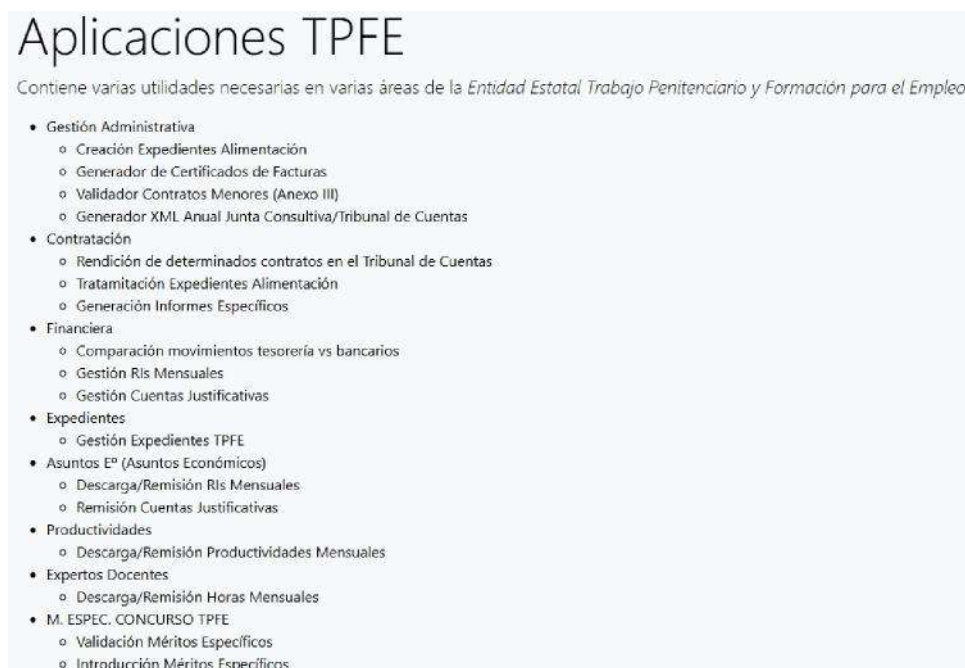 Aplicaciones TPFE
Contiene varias utilidades necesarias en varias áreas de la Entidad Estatal Trabajo Penitenciario y Formación para el Empleo
• Gestión Administrativa
○ Creación Expedientes Alimentación
○ Generador de Certificados de Facturas
○ Validador Contratos Menores (Anexo III)
○ Generador XML Anual Junta Consultiva/Tribunal de Cuentas
• Contratación
○ Rendición de determinados contratos en el Tribunal de Cuentas
○ Tratamitación Expedientes Alimentación
○ Generación Informes Específicos
• Financiera
○ Comparación movimientos tesorería vs bancarios
○ Gestión RIs Mensuales
○ Gestión Cuentas Justificativas
• Expedientes
○ Gestión Expedientes TPFE
• Asuntos Eº (Asuntos Económicos)
○ Descarga/Remisión RIs Mensuales
○ Remisión Cuentas Justificativas
• Productividades
○ Descarga/Remisión Productividades Mensuales
• Expertos Docentes
○ Descarga/Remisión Horas Mensuales
• M. ESPEC. CONCURSO TPFE
○ Validación Méritos Específicos
○ Introducción Méritos Específicos